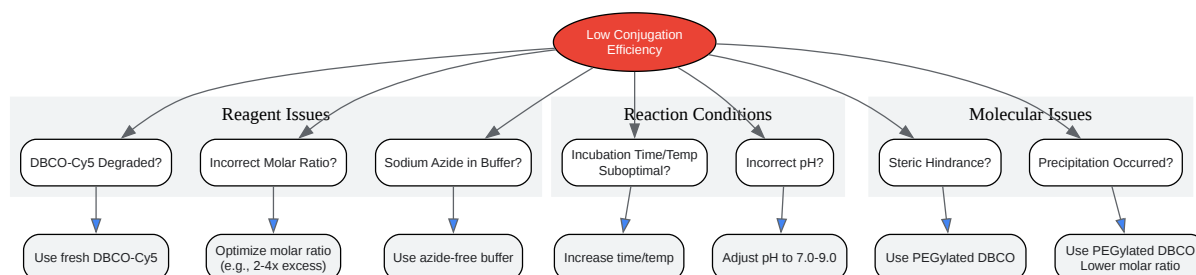 Low Conjugation
Efficiency
Reagent Issues
Reaction Conditions
Molecular Issues
DBCO-Cy5 Degraded?
Incorrect Molar Ratio?
Sodium Azide in Buffer?
Incubation Time/Temp
Suboptimal?
Incorrect pH?
Steric Hindrance?
Precipitation Occurred?
Use fresh DBCO-Cy5
Optimize molar ratio
(e.g., 2-4x excess)
Use azide-free buffer
Increase time/temp
Adjust pH to 7.0-9.0
Use PEGylated DBCO
Use PEGylated DBCO
Lower molar ratio